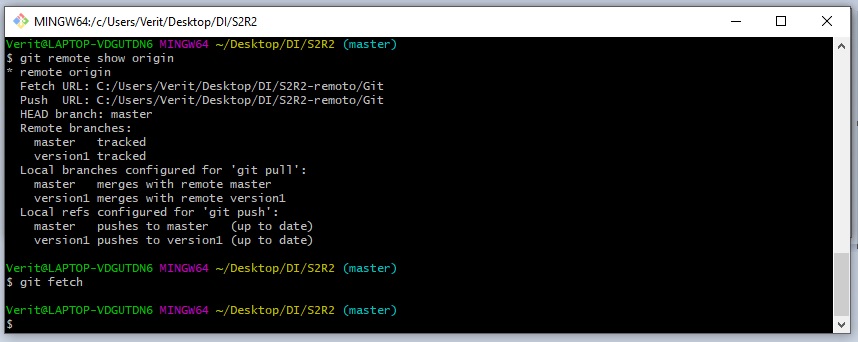 MINGW64:/c/Users/Verit/Desktop/DI/S2R2
Verit@LAPTOP-VDGUTDN6 MINGW64 ~/Desktop/DI/S2R2 (master)
$ git remote show origin
* remote origin
  Fetch URL: C:/Users/Verit/Desktop/DI/S2R2-remoto/Git
  Push  URL: C:/Users/Verit/Desktop/DI/S2R2-remoto/Git
  HEAD branch: master
  Remote branches:
    master   tracked
    version1 tracked
  Local branches configured for 'git pull':
    master   merges with remote master
    version1 merges with remote version1
  Local refs configured for 'git push':
    master   pushes to master   (up to date)
    version1 pushes to version1 (up to date)
Verit@LAPTOP-VDGUTDN6 MINGW64 ~/Desktop/DI/S2R2 (master)
$ git fetch
Verit@LAPTOP-VDGUTDN6 MINGW64 ~/Desktop/DI/S2R2 (master)
$